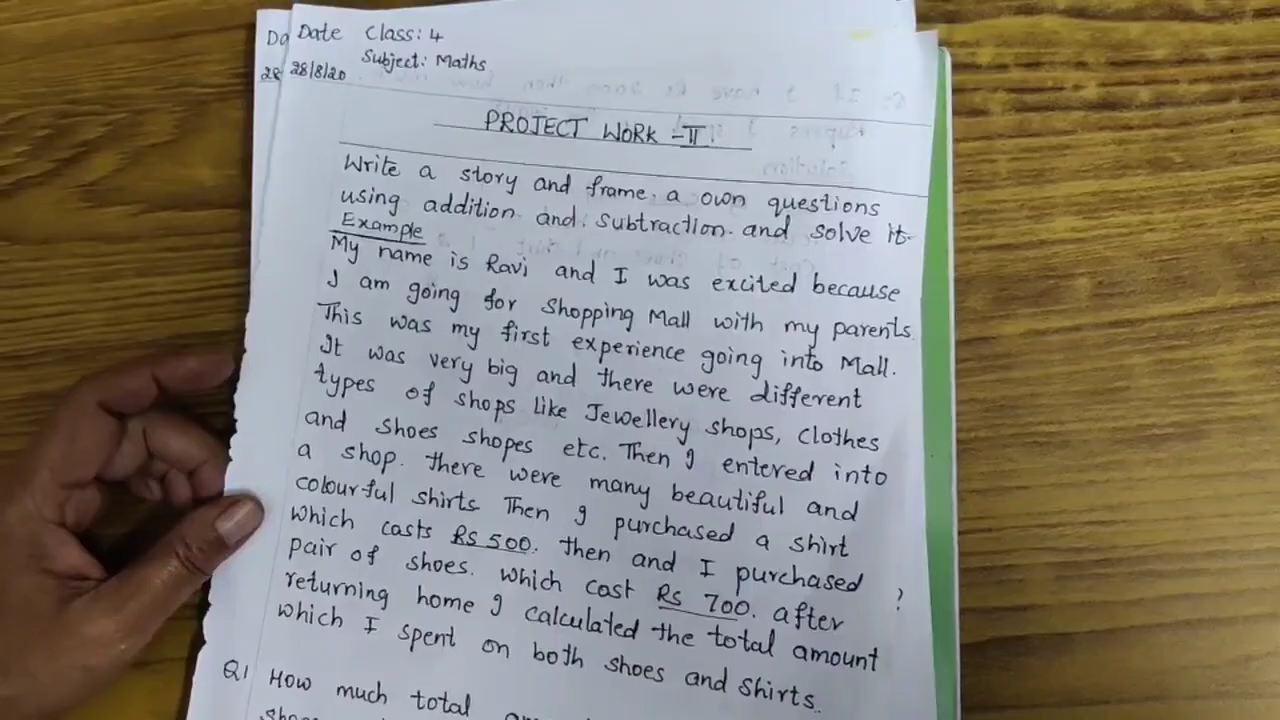 Da Date Class: 4
Subject: Maths
28 28/8/20
PROJECT WORK -II.
Write a story and frame, a own questions
using addition and. Subtraction. and solve it.
Example
My name is Ravi and I was excited because
I am going for shopping Mall with my parents.
This was my first experience going into Mall.
It was very big and there were different
types of shops like Jewellery shops, clothes
and shoes shopes etc. Then I entered into
a shop. there were many beautiful and
colourful shirts Then I purchased a shirt
which casts Rs 500. then and I purchased
pair of shoes. which cost Rs 700. after ?
returning home I calculated the total amount
which I spent on both shoes and shirts.
Q1 How much total